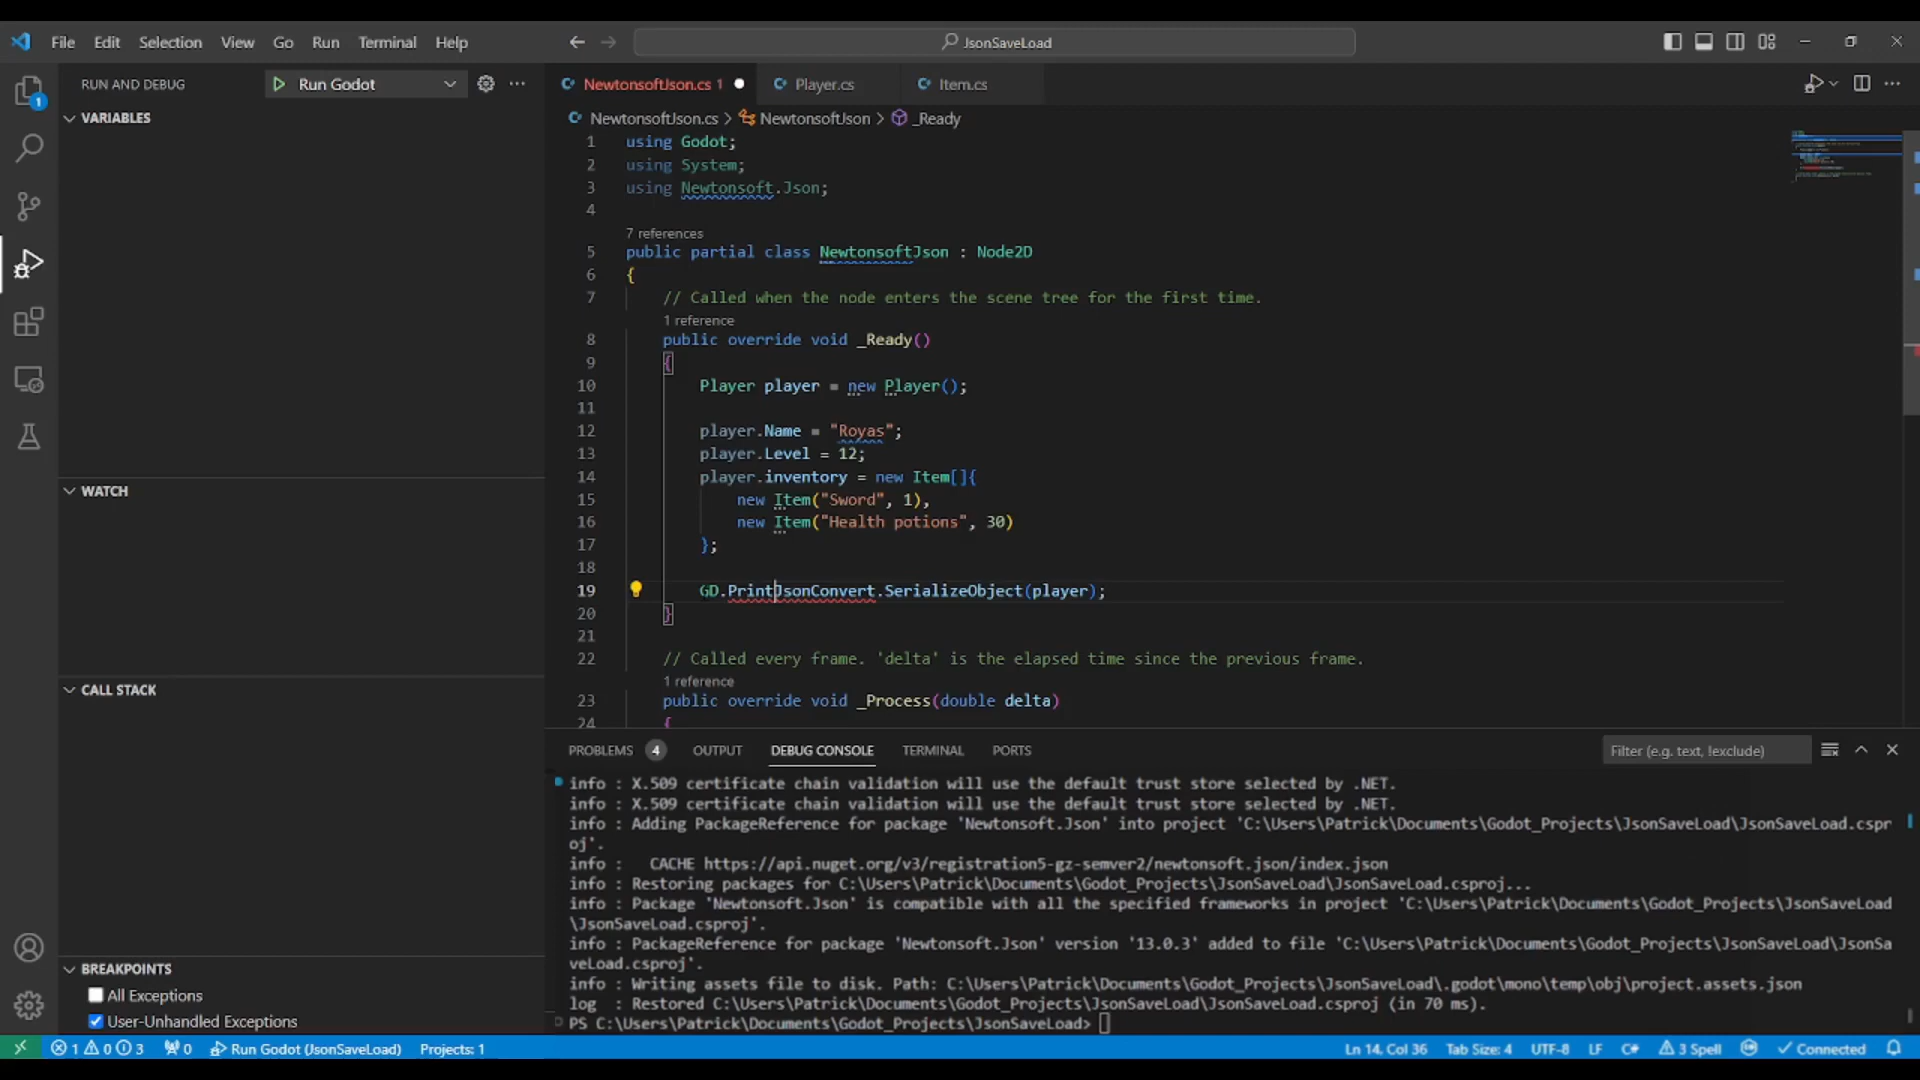 File Edit Selection View Go Run Terminal Help
JsonSaveLoad
RUN AND DEBUG
Run Godot
VARIABLES
WATCH
CALL STACK
BREAKPOINTS
All Exceptions
User-Unhandled Exceptions
1
NewtonsoftJson.cs 1
Player.cs
Item.cs
NewtonsoftJson.cs > NewtonsoftJson > _Ready
1 using Godot;
2 using System;
3 using Newtonsoft.Json;
4
7 references
5 public partial class NewtonsoftJson : Node2D
6 {
7 // Called when the node enters the scene tree for the first time.
1 reference
8 public override void _Ready()
9 {
10 Player player = new Player();
11
12 player.Name = "Royas";
13 player.Level = 12;
14 player.inventory = new Item[]{
15 new Item("Sword", 1),
16 new Item("Health potions", 30)
17 };
18
19 GD.PrintJsonConvert.SerializeObject(player);
20 }
21
22 // Called every frame. 'delta' is the elapsed time since the previous frame.
1 reference
23 public override void _Process(double delta)
24 {
PROBLEMS 4 OUTPUT DEBUG CONSOLE TERMINAL PORTS
Filter (e.g. text, !exclude)
info : X.509 certificate chain validation will use the default trust store selected by .NET.
info : X.509 certificate chain validation will use the default trust store selected by .NET.
info : Adding PackageReference for package 'Newtonsoft.Json' into project 'C:\Users\Patrick\Documents\Godot_Projects\JsonSaveLoad\JsonSaveLoad.cspr
oj'.
info :   CACHE https://api.nuget.org/v3/registration5-gz-semver2/newtonsoft.json/index.json
info : Restoring packages for C:\Users\Patrick\Documents\Godot_Projects\JsonSaveLoad\JsonSaveLoad.csproj...
info : Package 'Newtonsoft.Json' is compatible with all the specified frameworks in project 'C:\Users\Patrick\Documents\Godot_Projects\JsonSaveLoad
\JsonSaveLoad.csproj'.
info : PackageReference for package 'Newtonsoft.Json' version '13.0.3' added to file 'C:\Users\Patrick\Documents\Godot_Projects\JsonSaveLoad\JsonSa
veLoad.csproj'.
info : Writing assets file to disk. Path: C:\Users\Patrick\Documents\Godot_Projects\JsonSaveLoad\.godot\mono\temp\obj\project.assets.json
log  : Restored C:\Users\Patrick\Documents\Godot_Projects\JsonSaveLoad\JsonSaveLoad.csproj (in 70 ms).
PS C:\Users\Patrick\Documents\Godot_Projects\JsonSaveLoad>
1 0 3 0 Run Godot (JsonSaveLoad) Projects: 1 Ln 14, Col 36 Tab Size: 4 UTF-8 LF C# 3 Spell Connected